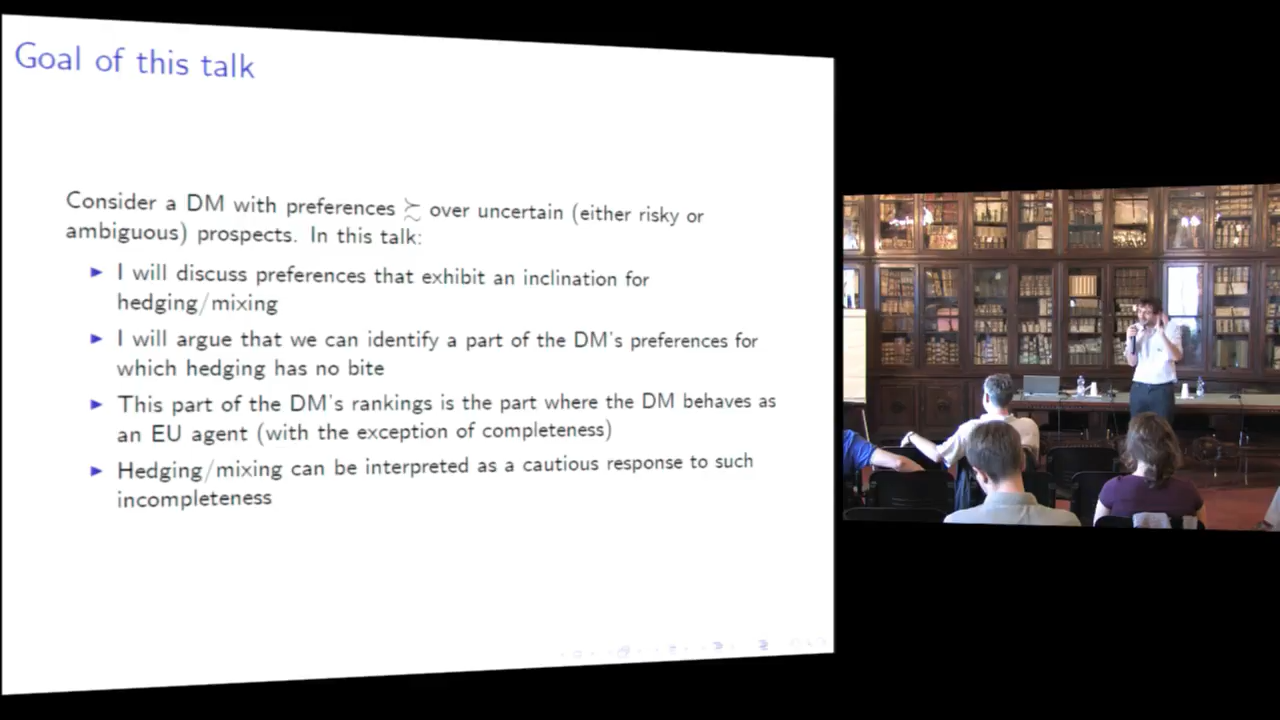 Goal of this talk
Consider a DM with preferences ≿ over uncertain (either risky or
ambiguous) prospects. In this talk:
▶ I will discuss preferences that exhibit an inclination for
hedging/mixing
▶ I will argue that we can identify a part of the DM's preferences for
which hedging has no bite
▶ This part of the DM's rankings is the part where the DM behaves as
an EU agent (with the exception of completeness)
▶ Hedging/mixing can be interpreted as a cautious response to such
incompleteness